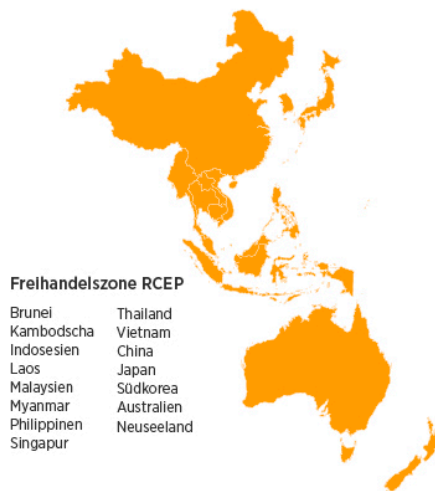 Freihandelszone RCEP
Brunei
Kambodscha
Indosesien
Laos
Malaysien
Myanmar
Philippinen
Singapur
Thailand
Vietnam
China
Japan
Südkorea
Australien
Neuseeland